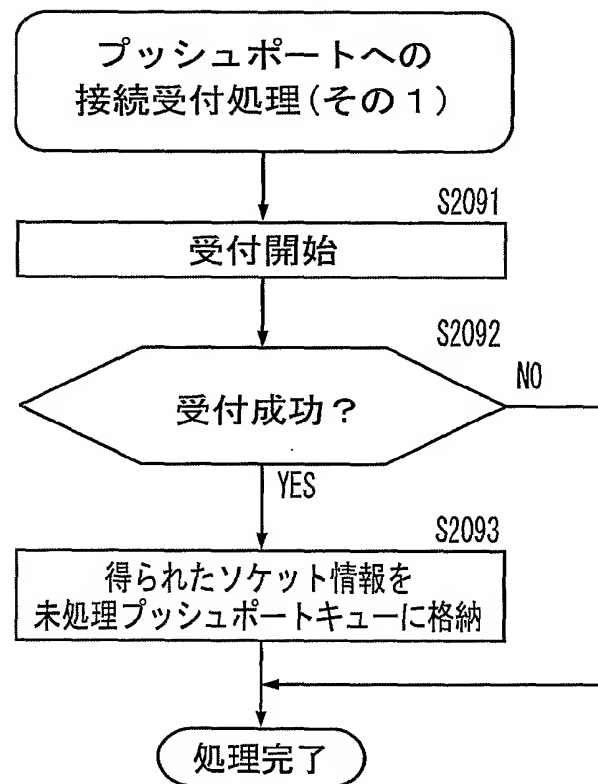 プッシュポートへの
接続受付処理(その1)
S2091
受付開始
S2092
受付成功?
NO
YES
S2093
得られたソケット情報を
未処理プッシュポートキューに格納
処理完了